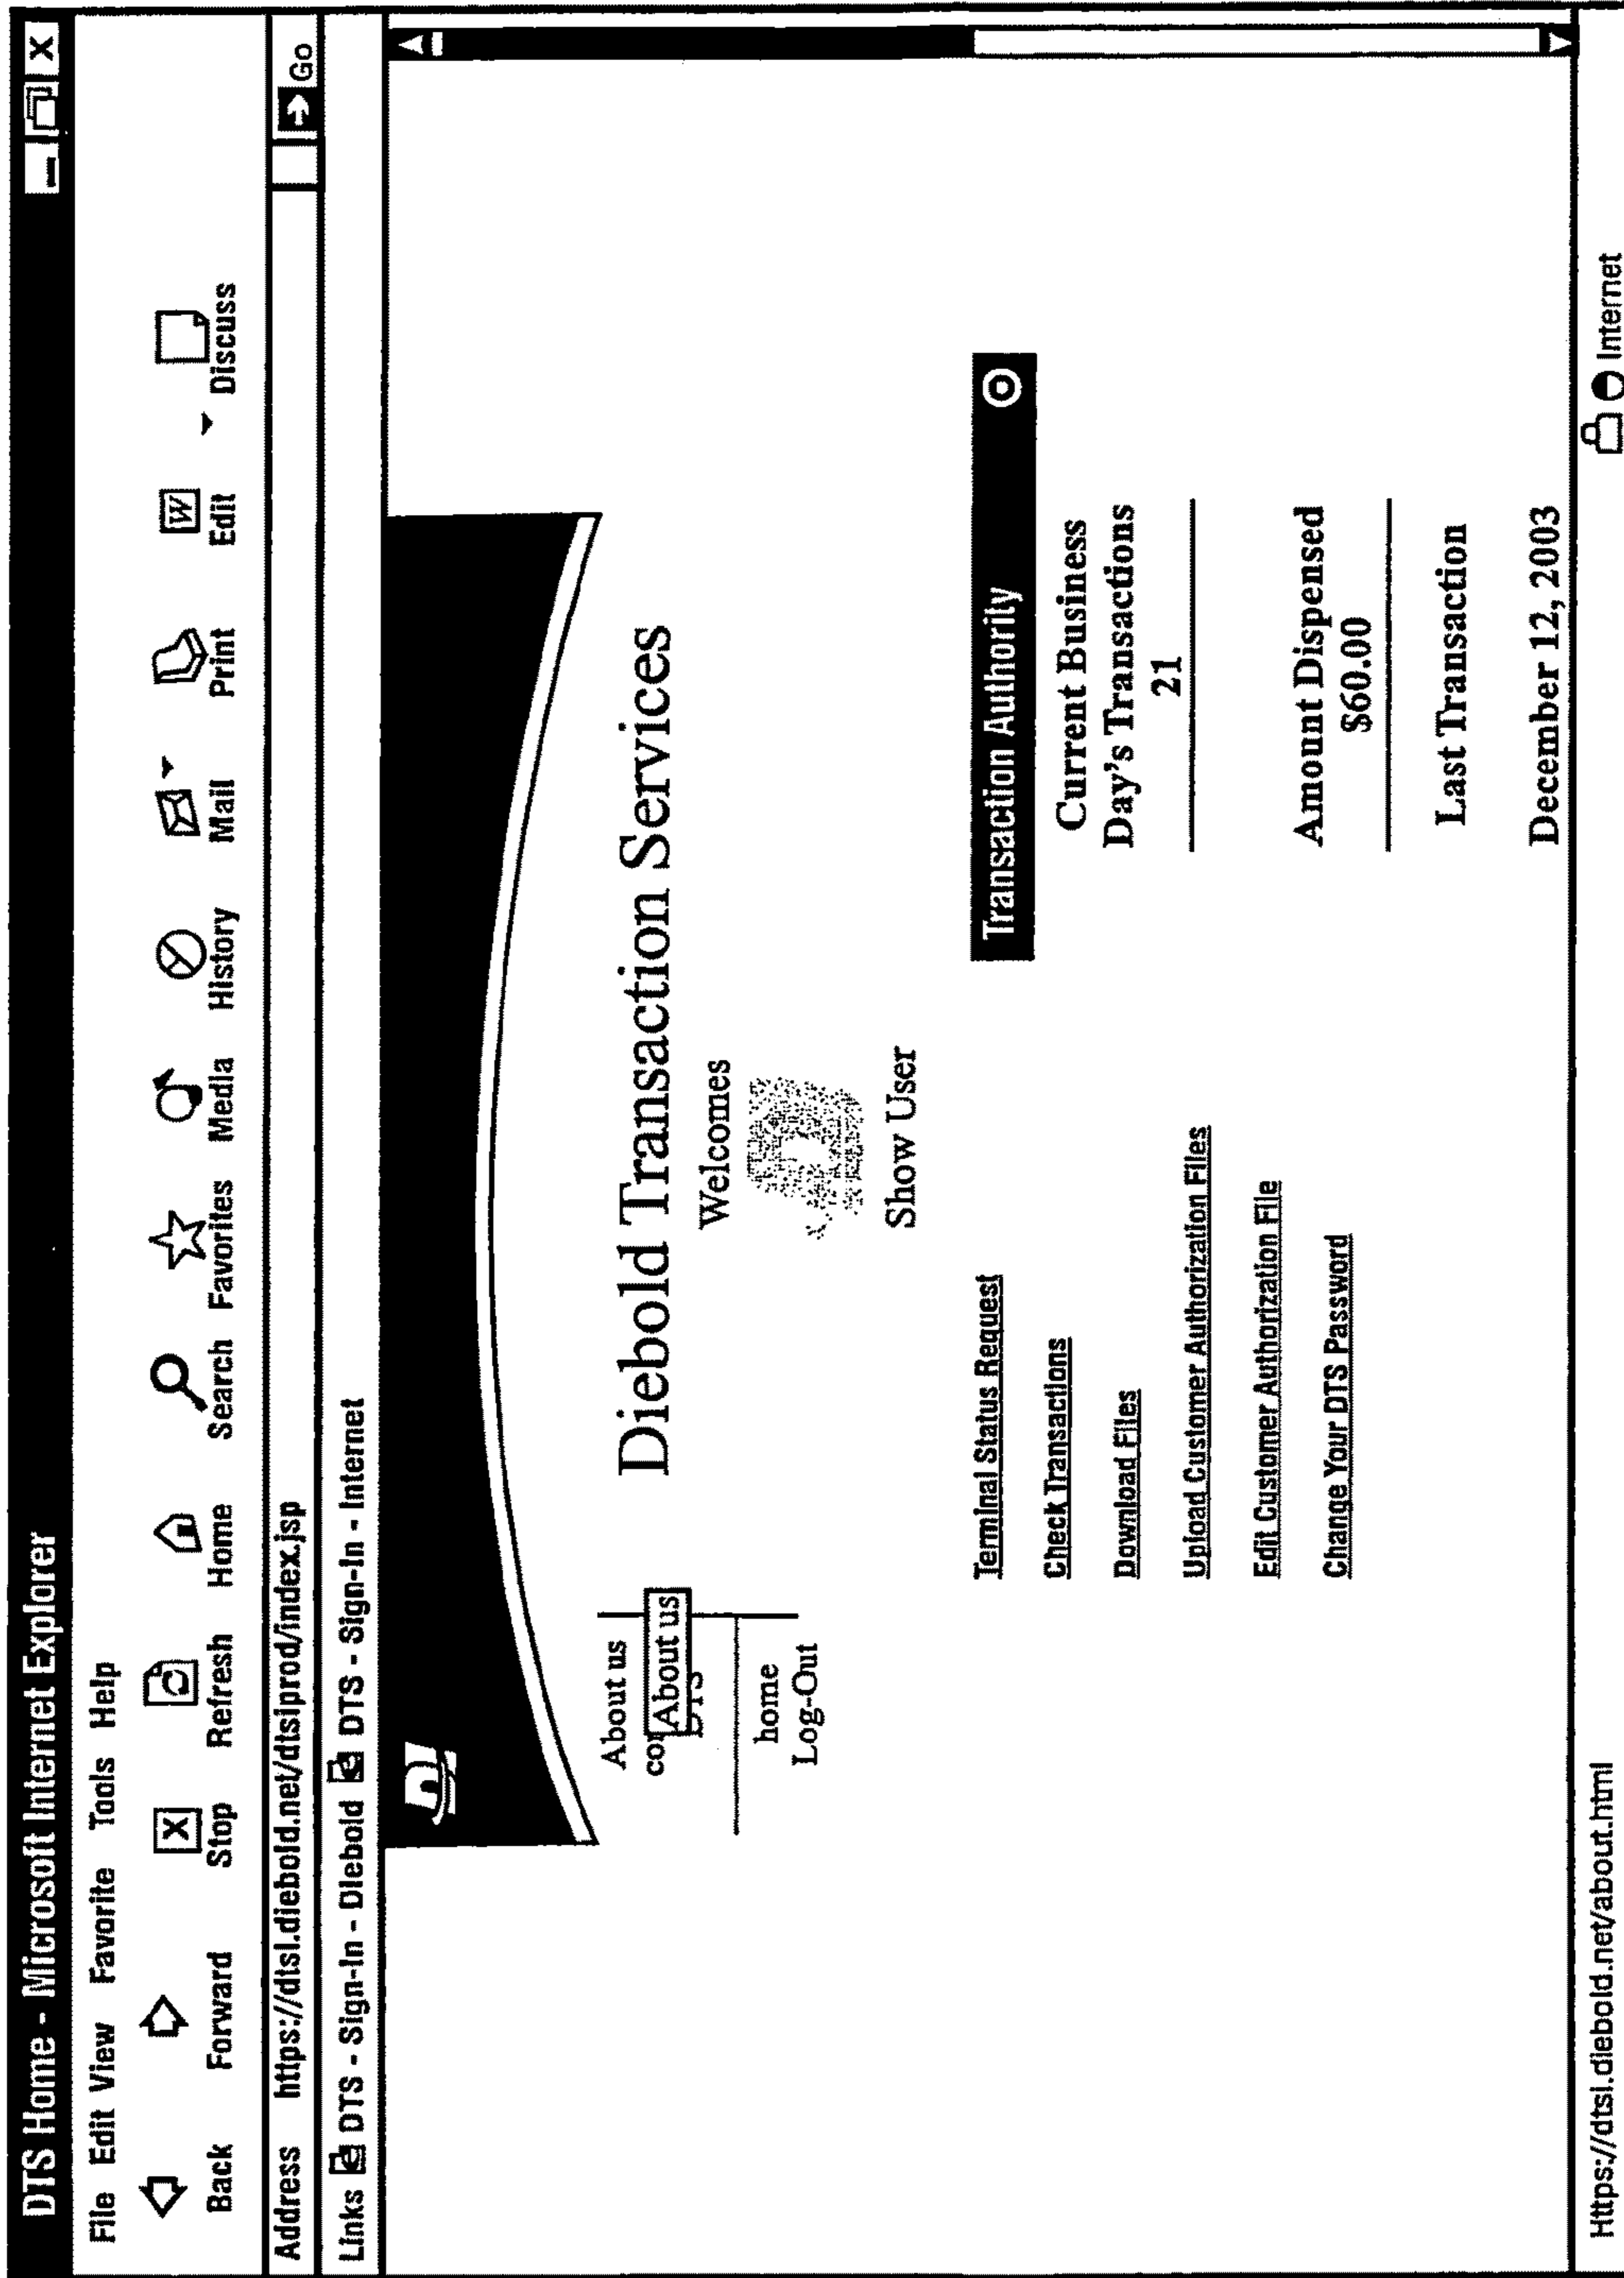 DTS Home - Microsoft Internet Explorer
File Edit View Favorite Tools Help
Back Forward Stop Refresh Home Search Favorites Media History Mail Print Edit Discuss
Address https://dtsl.diebold.net/dtsiprod/index.jsp Go
Links DTS - Sign-In - Diebold DTS - Sign-In - Internet
Diebold Transaction Services
Welcomes
Show User
About us
About us
home
Log-Out
Terminal Status Request
Check Transactions
Download Files
Upload Customer Authorization Files
Edit Customer Authorization File
Change Your DTS Password
Transaction Authority
Current Business
Day's Transactions
21
Amount Dispensed
$60.00
Last Transaction
December 12, 2003
Https://dtsl.diebold.net/about.html Internet